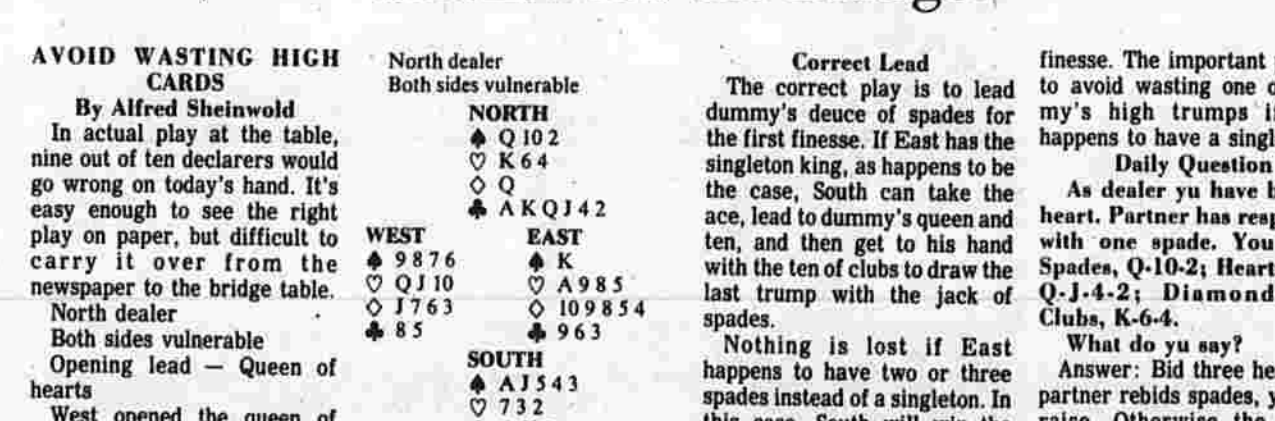 AVOID WASTING HIGH
CARDS
By Alfred Sheinwold
In actual play at the table,
nine out of ten declarers would
go wrong on today's hand. It's
easy enough to see the right
play on paper, but difficult to
carry it over from the
newspaper to the bridge table.
North dealer
Both sides vulnerable
Opening lead — Queen of
hearts
West opened the queen of
North dealer
Both sides vulnerable
NORTH
♠ Q 10 2
♡ K 6 4
♢ Q
♣ A K Q J 4 2
WEST
♠ 9 8 7 6
♡ Q J 10
♢ J 7 6 3
♣ 8 5
EAST
♠ K
♡ A 9 8 5
♢ 10 9 8 5 4
♣ 9 6 3
SOUTH
♠ A J 5 4 3
♡ 7 3 2
Correct Lead
The correct play is to lead
dummy's deuce of spades for
the first finesse. If East has the
singleton king, as happens to be
the case, South can take the
ace, lead to dummy's queen and
ten, and then get to his hand
with the ten of clubs to draw the
last trump with the jack of
spades.
Nothing is lost if East
happens to have two or three
spades instead of a singleton. In
this case, South will win the
finesse. The important
to avoid wasting one
my's high trumps
happens to have a
Daily Question
As dealer yu have
heart. Partner has
with one spade. You
Spades, Q-10-2;
Q-J-4-2;
Clubs, K-6-4.
What do yu say?
Answer: Bid three
partner rebids spades,
raise. Otherwise the